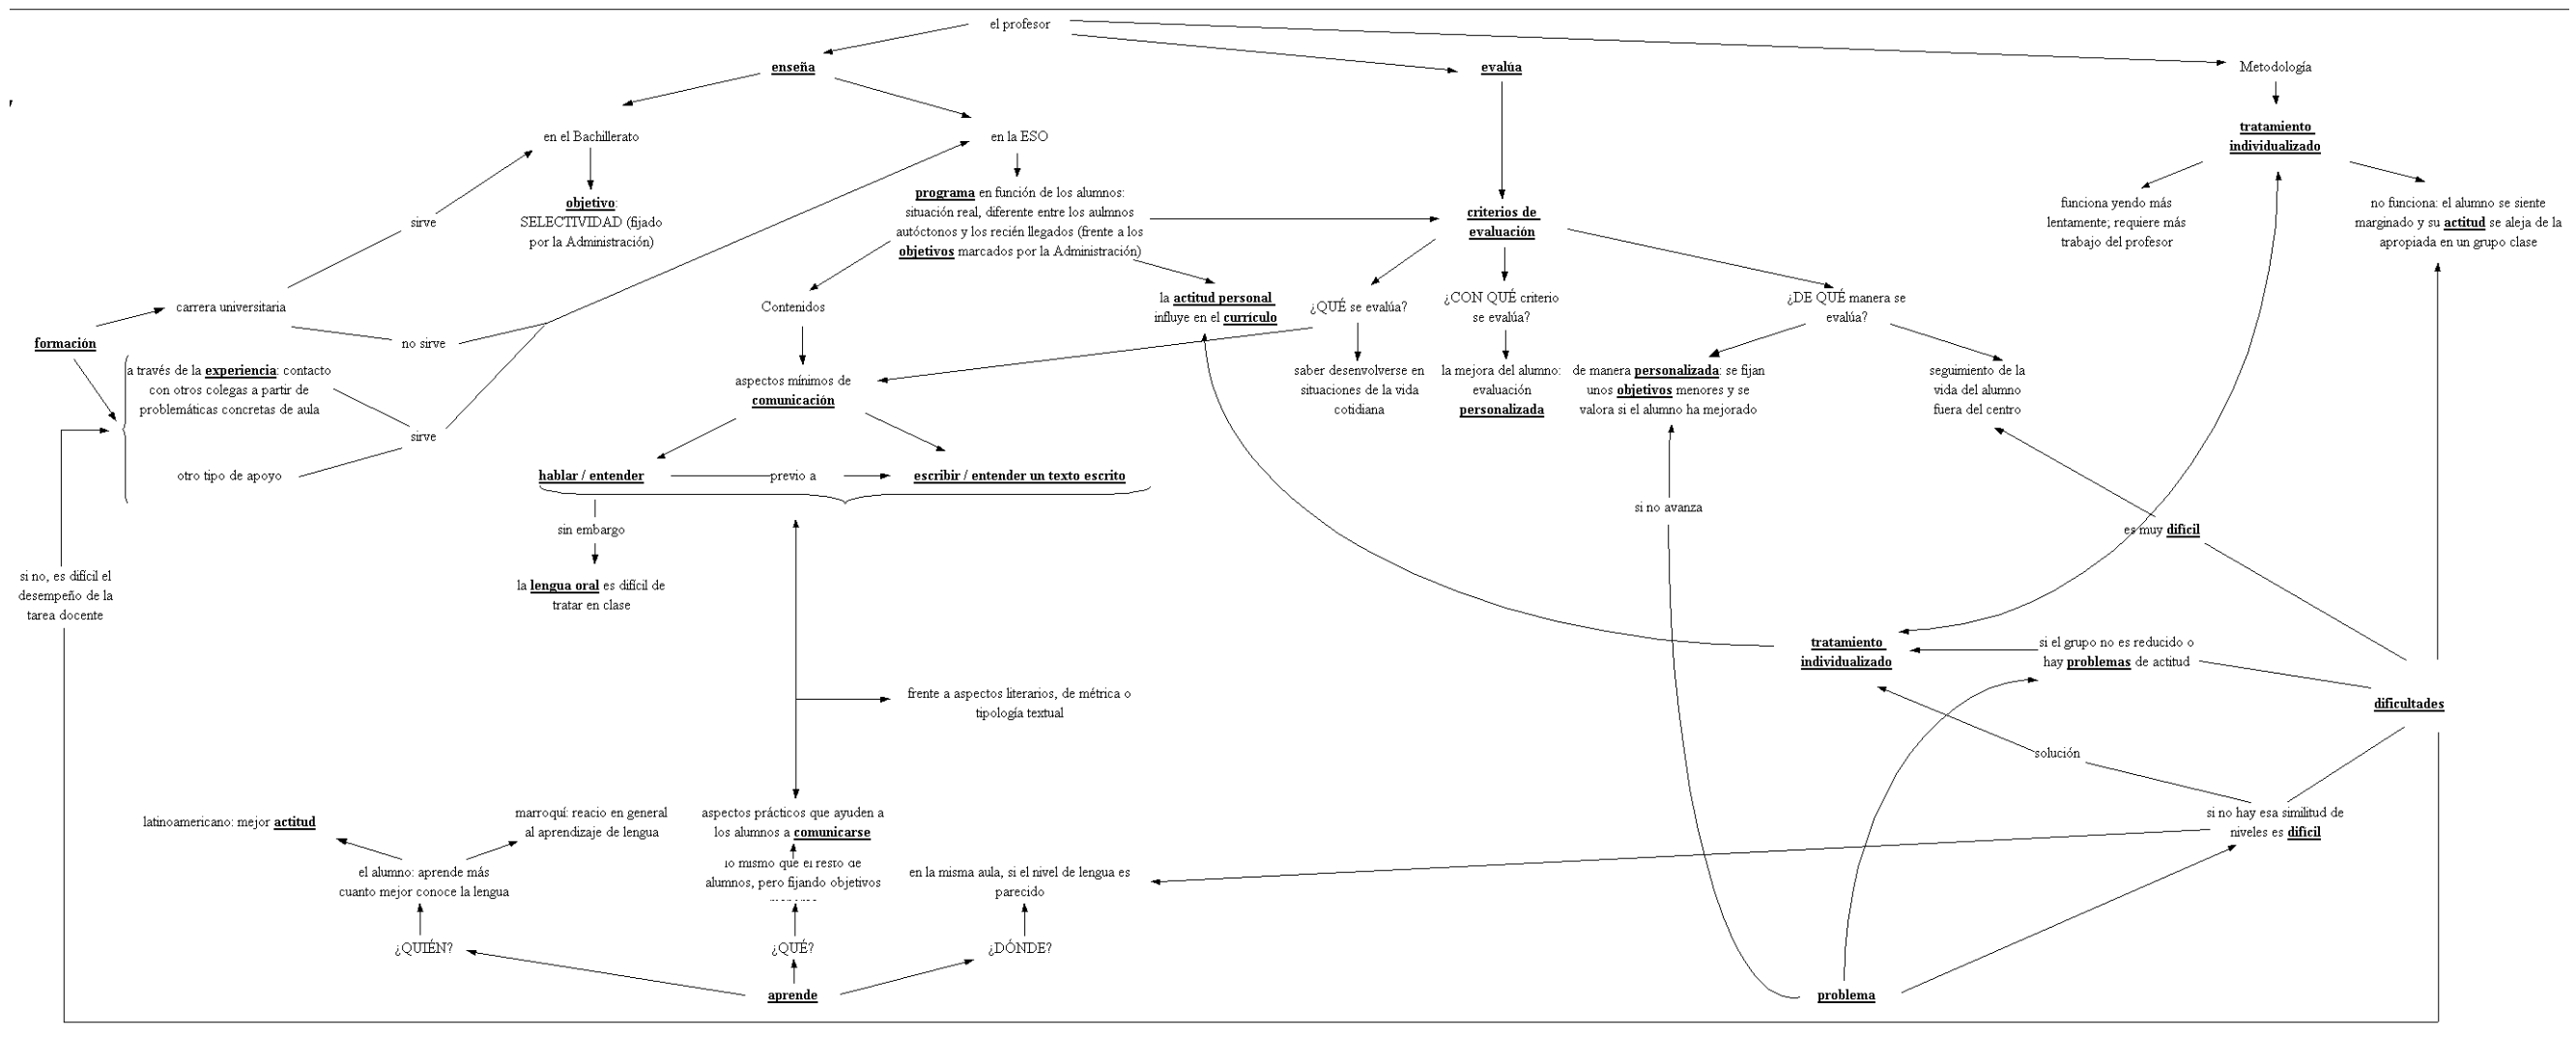 el profesor
enseña
evalúa
Metodología
en el Bachillerato
en la ESO
tratamiento
individualizado
objetivo:
SELECTIVIDAD (fijado
por la Administración)
programa en función de los alumnos:
situación real, diferente entre los aulmnos
autóctonos y los recién llegados (frente a los
objetivos marcados por la Administración)
criterios de
evaluación
funciona yendo más
lentamente; requiere más
trabajo del profesor
no funciona: el alumno se siente
marginado y su actitud se aleja de la
apropiada en un grupo clase
sirve
carrera universitaria
no sirve
formación
Contenidos
la actitud personal
influye en el currículo
¿QUÉ se evalúa?
¿CON QUÉ criterio
se evalúa?
¿DE QUÉ manera se
evalúa?
a través de la experiencia: contacto
con otros colegas a partir de
problemáticas concretas de aula
sirve
otro tipo de apoyo
aspectos mínimos de
comunicación
saber desenvolverse en
situaciones de la vida
cotidiana
la mejora del alumno:
evaluación
personalizada
de manera personalizada: se fijan
unos objetivos menores y se
valora si el alumno ha mejorado
seguimiento de la
vida del alumno
fuera del centro
hablar / entender
previo a
escribir / entender un texto escrito
si no avanza
es muy difícil
sin embargo
la lengua oral es difícil de
tratar en clase
si no, es difícil el
desempeño de la
tarea docente
tratamiento
individualizado
si el grupo no es reducido o
hay problemas de actitud
frente a aspectos literarios, de métrica o
tipología textual
dificultades
solución
latinoamericano: mejor actitud
marroquí: reacio en general
al aprendizaje de lengua
aspectos prácticos que ayuden a
los alumnos a comunicarse
si no hay esa similitud de
niveles es difícil
el alumno: aprende más
cuanto mejor conoce la lengua
lo mismo que el resto de
alumnos, pero fijando objetivos
en la misma aula, si el nivel de lengua es
parecido
¿QUIÉN?
¿QUÉ?
¿DÓNDE?
aprende
problema